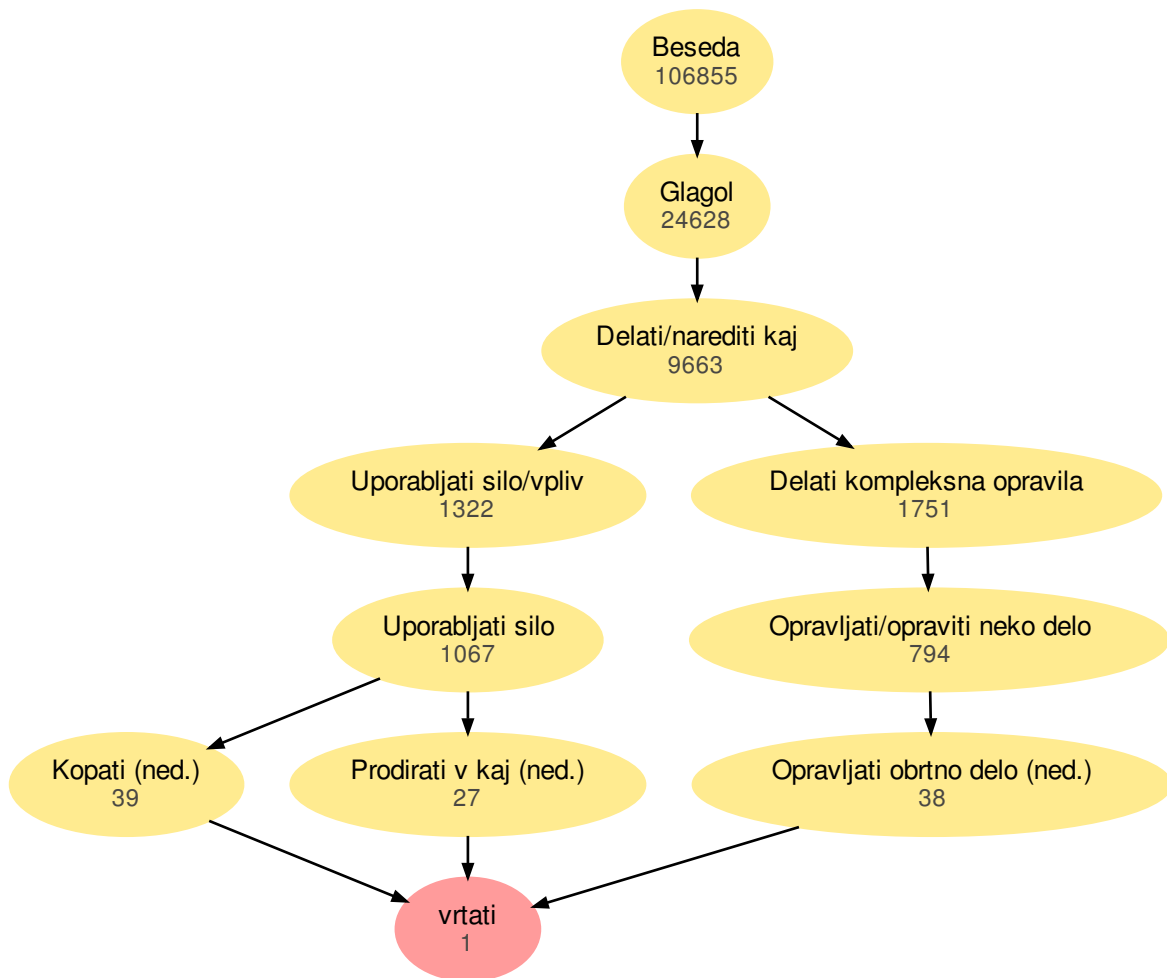 Beseda
106855
Glagol
24628
Delati/narediti kaj
9663
Uporabljati silo/vpliv
1322
Delati kompleksna opravila
1751
Uporabljati silo
1067
Opravljati/opraviti neko delo
794
Kopati (ned.)
39
Prodirati v kaj (ned.)
27
Opravljati obrtno delo (ned.)
38
vrtati
1